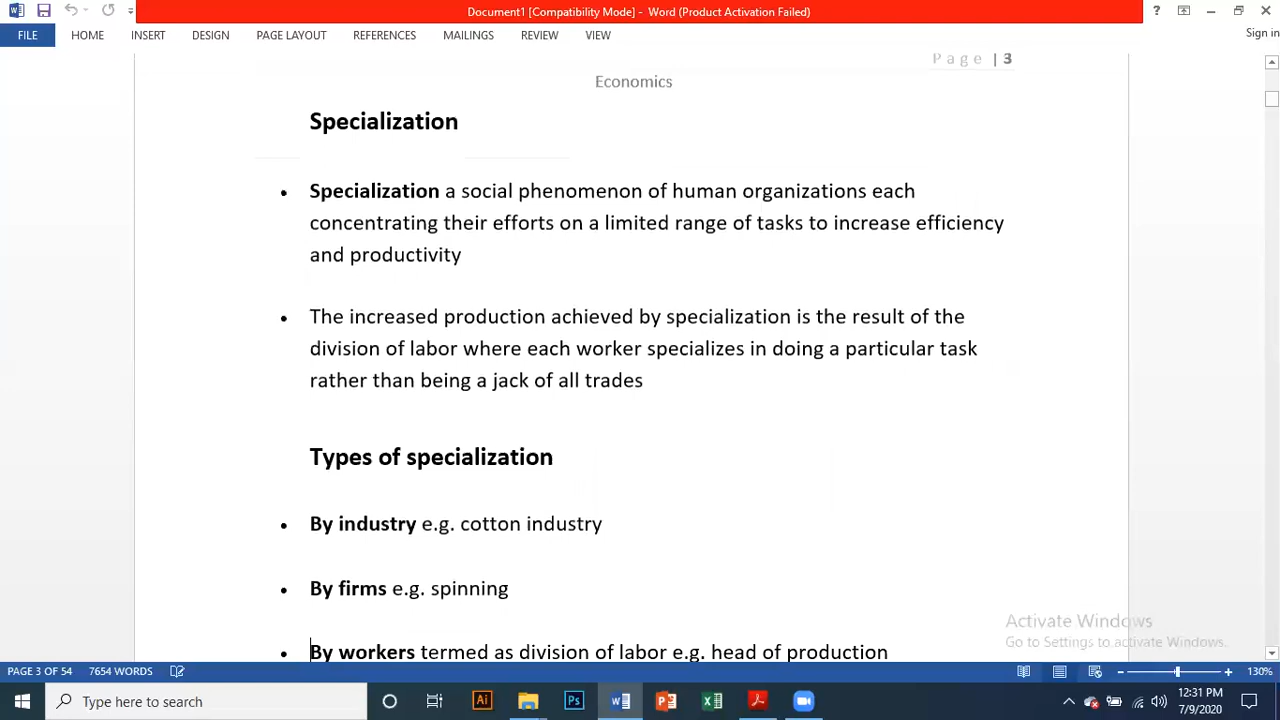 Document1 [Compatibility Mode] - Word (Product Activation Failed)
?
FILE HOME INSERT DESIGN PAGE LAYOUT REFERENCES MAILINGS REVIEW VIEW Sign in
Page | 3
Economics
Specialization
• Specialization a social phenomenon of human organizations each
concentrating their efforts on a limited range of tasks to increase efficiency
and productivity
• The increased production achieved by specialization is the result of the
division of labor where each worker specializes in doing a particular task
rather than being a jack of all trades
Types of specialization
• By industry e.g. cotton industry
• By firms e.g. spinning
• By workers termed as division of labor e.g. head of production
Activate Windows
Go to Settings to activate Windows.
PAGE 3 OF 54 7654 WORDS 130%
Type here to search
Ai
Ps
12:31 PM
7/9/2020